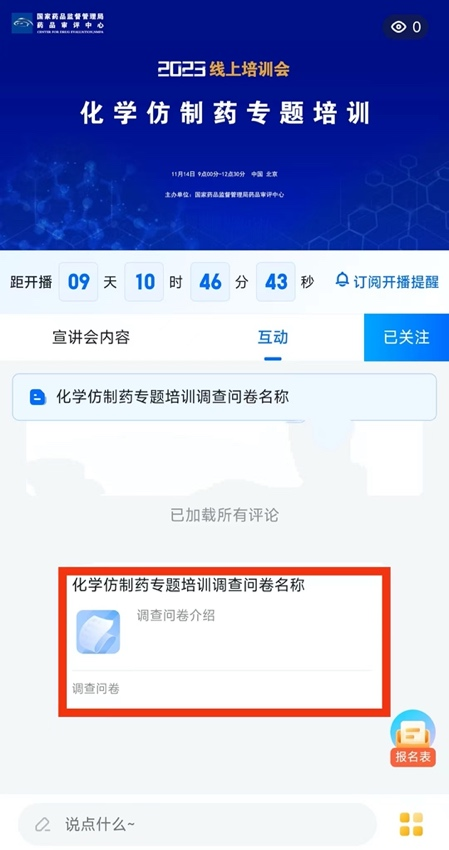 国家药品监督管理局
药品审评中心
CENTER FOR DRUG EVALUATION, NMPA
0
2023 线上培训会
化学仿制药专题培训
11月14日 9点00分~12点30分 中国 北京
主办单位：国家药品监督管理局药品审评中心
距开播 09 天 10 时 46 分 43 秒 订阅开播提醒
宣讲会内容 互动 已关注
化学仿制药专题培训调查问卷名称
已加载所有评论
化学仿制药专题培训调查问卷名称
调查问卷介绍
调查问卷
报名表
说点什么~